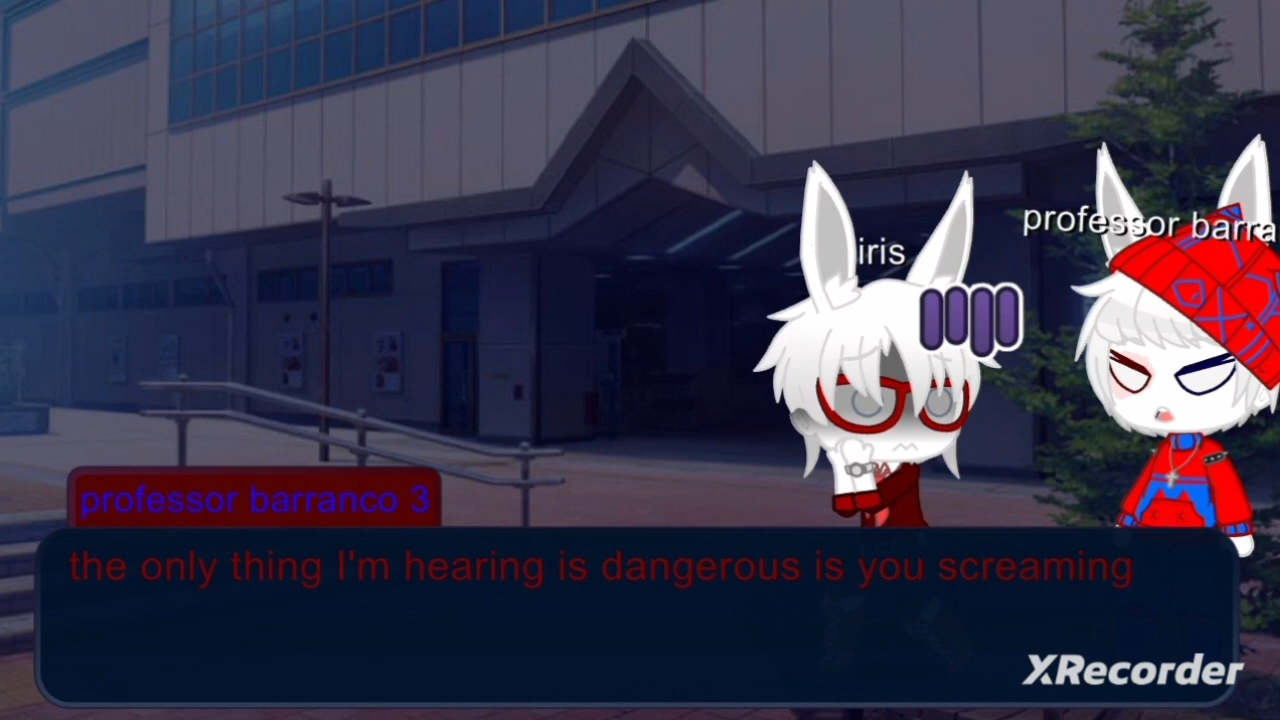 iris
professor barra
professor barranco 3
the only thing I'm hearing is dangerous is you screaming
XRecorder